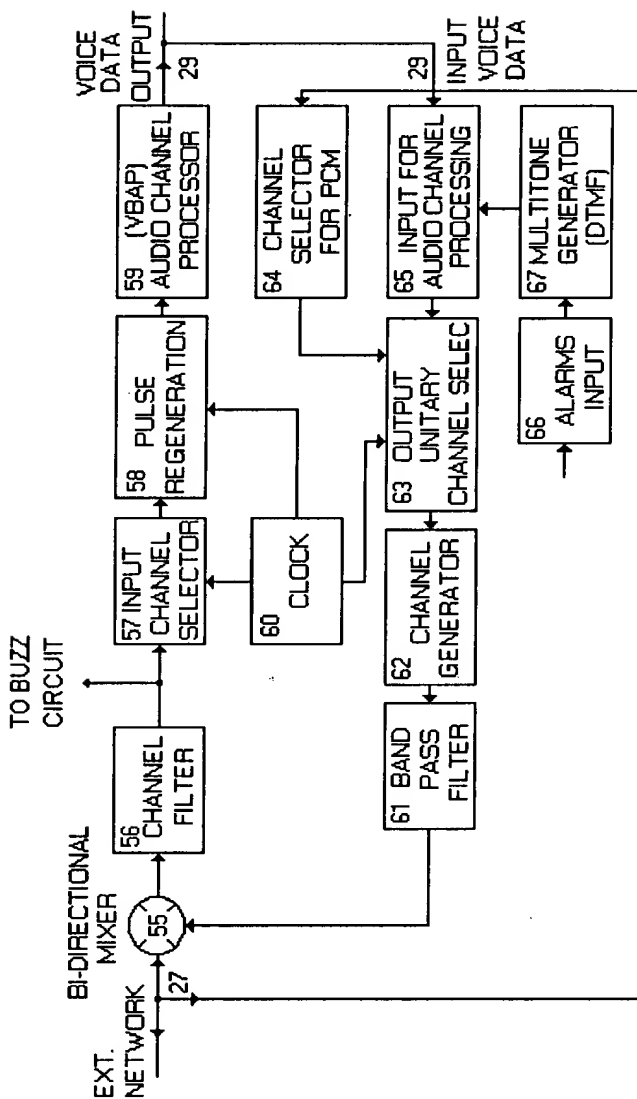 EXT.
NETWORK
27
BI-DIRECTIONAL
MIXER
55
56
CHANNEL
FILTER
TO BUZZ
CIRCUIT
57 INPUT
CHANNEL
SELECTOR
58
PULSE
REGENERATION
59 (VBAP)
AUDIO CHANNEL
PROCESSOR
VOICE
DATA
OUTPUT
29
60
CLOCK
64 CHANNEL
SELECTOR
FOR PCM
29
INPUT
VOICE
DATA
61 BAND
PASS
FILTER
62
CHANNEL
GENERATOR
63 OUTPUT
UNITARY
CHANNEL SELEC
65 INPUT FOR
AUDIO CHANNEL
PROCESSING
66
ALARMS
INPUT
67 MULTITONE
GENERATOR
(DTMF)